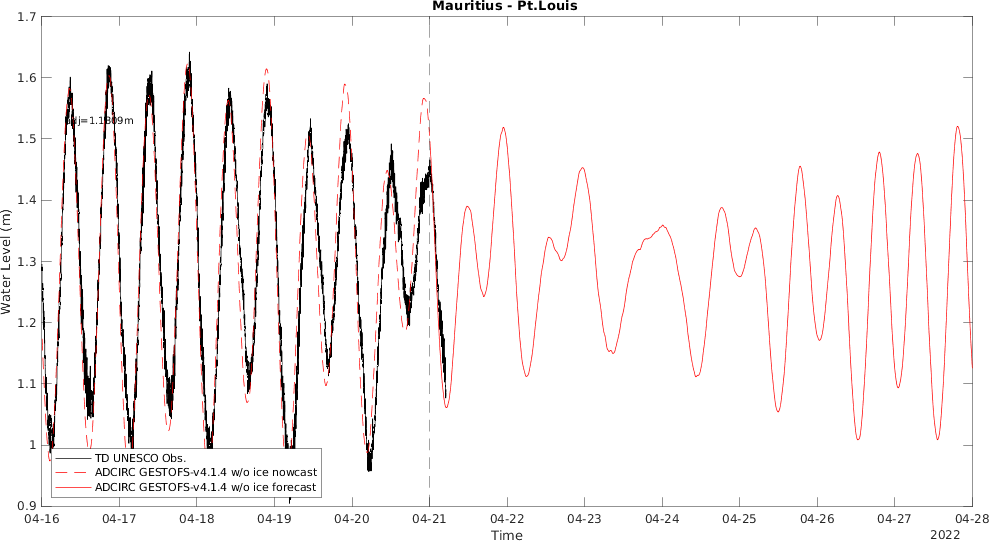 Mauritius - Pt.Louis
1.7
1.6
1.5
1.4
1.3
1.2
1.1
1
0.9
Water Level (m)
TD UNESCO Obs.
ADCIRC GESTOFS-v4.1.4 w/o ice nowcast
ADCIRC GESTOFS-v4.1.4 w/o ice forecast
04-16 04-17 04-18 04-19 04-20 04-21 04-22 04-23 04-24 04-25 04-26 04-27 04-28
Time
2022